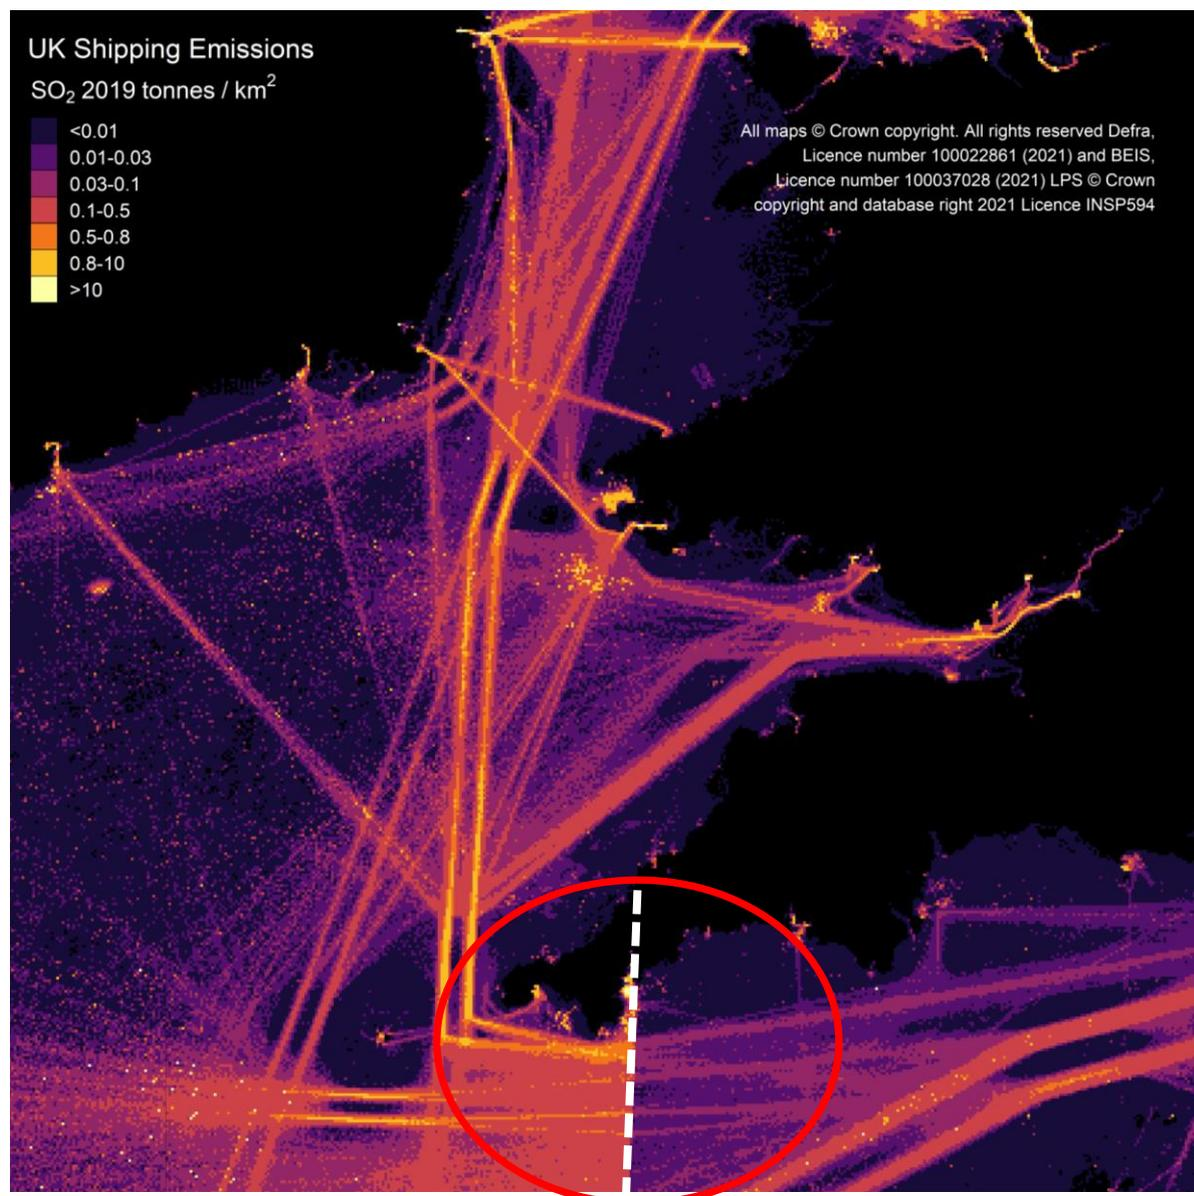 UK Shipping Emissions
SO2 2019 tonnes / km2
<0.01
0.01-0.03
0.03-0.1
0.1-0.5
0.5-0.8
0.8-10
>10
All maps © Crown copyright. All rights reserved Defra,
Licence number 100022861 (2021) and BEIS,
Licence number 100037028 (2021) LPS © Crown
copyright and database right 2021 Licence INSP594